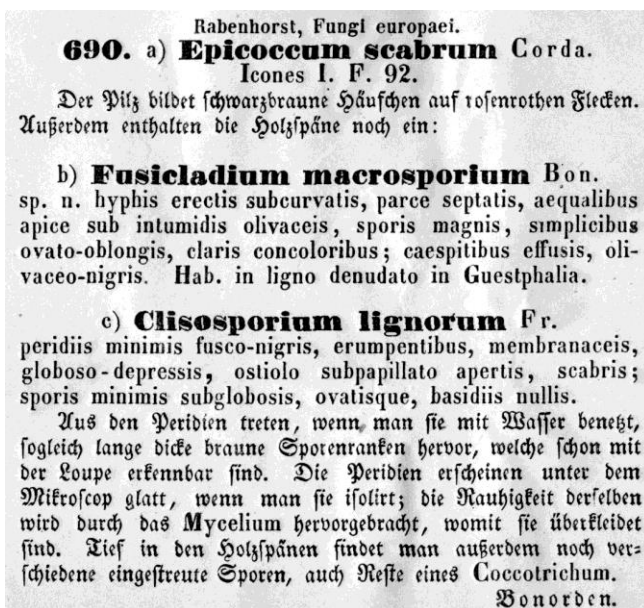 Rabenhorst, Fungi europaei.
690. a) Epicoccum scabrum Corda.
Icones I. F. 92.
Der Pilz bildet schwarzbraune Häufchen auf rosenrothen Flecken.
Außerdem enthalten die Holzspäne noch ein:
b) Fusicladium macrosporium Bon.
sp. n. hyphis erectis subcurvatis, parce septatis, aequalibus
apice sub intumidis olivaceis, sporis magnis, simplicibus
ovato-oblongis, claris concoloribus; caespitibus effusis, oli-
vaceo-nigris. Hab. in ligno denudato in Guestphalia.
c) Clisosporium lignorum Fr.
peridiis minimis fusco-nigris, erumpentibus, membranaceis,
globoso-depressis, ostiolo subpapillato apertis, scabris;
sporis minimis subglobosis, ovatisque, basidiis nullis.
Aus den Peridien treten, wenn man sie mit Wasser benetzt,
sogleich lange dicke braune Sporenranken hervor, welche schon mit
der Loupe erkennbar sind. Die Peridien erscheinen unter dem
Mikroscop glatt, wenn man sie isolirt; die Rauhigkeit derselben
wird durch das Mycelium hervorgebracht, womit sie überkleidet
sind. Tief in den Holzspänen findet man außerdem noch ver-
schiedene eingestreute Sporen, auch Reste eines Coccotrichum.
Bonorden.